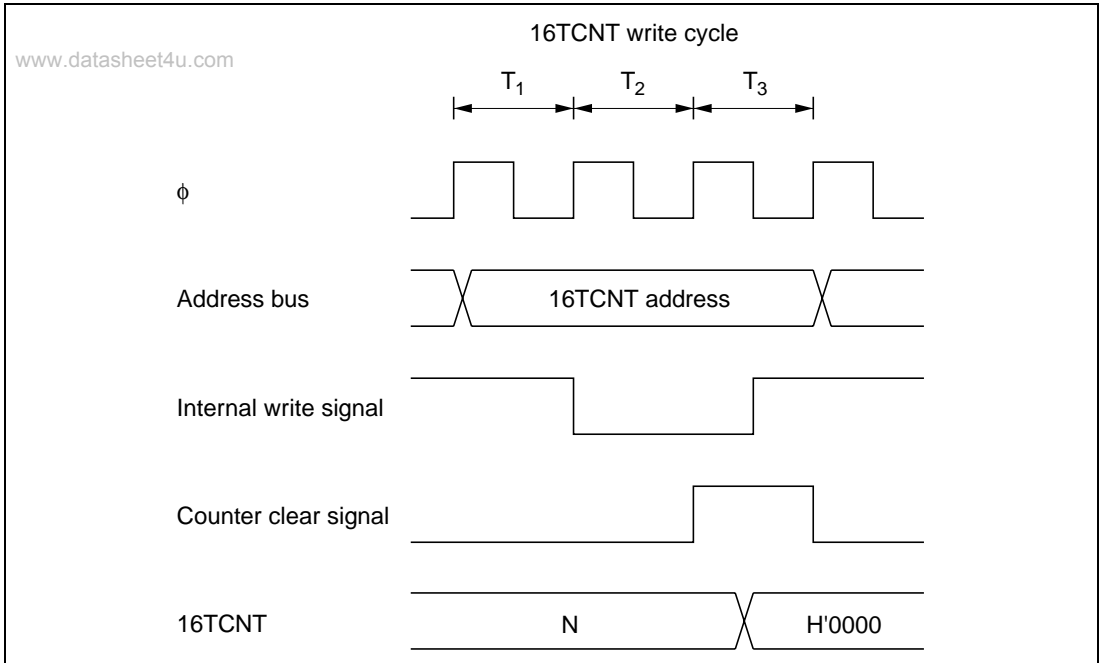 16TCNT write cycle
www.datasheet4u.com
T1 T2 T3
φ
Address bus 16TCNT address
Internal write signal
Counter clear signal
16TCNT N H'0000